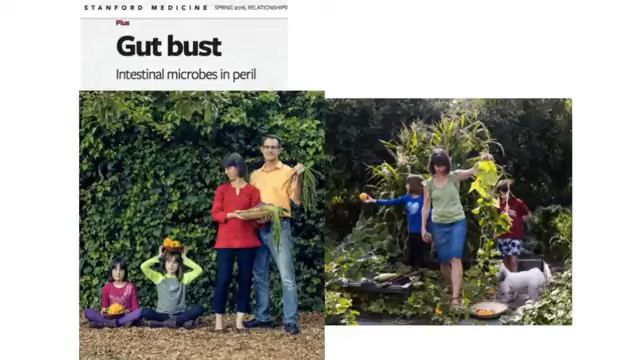 STANFORD MEDICINE SPRING 2016, RELATIONSHIPS
Plus
Gut bust
Intestinal microbes in peril